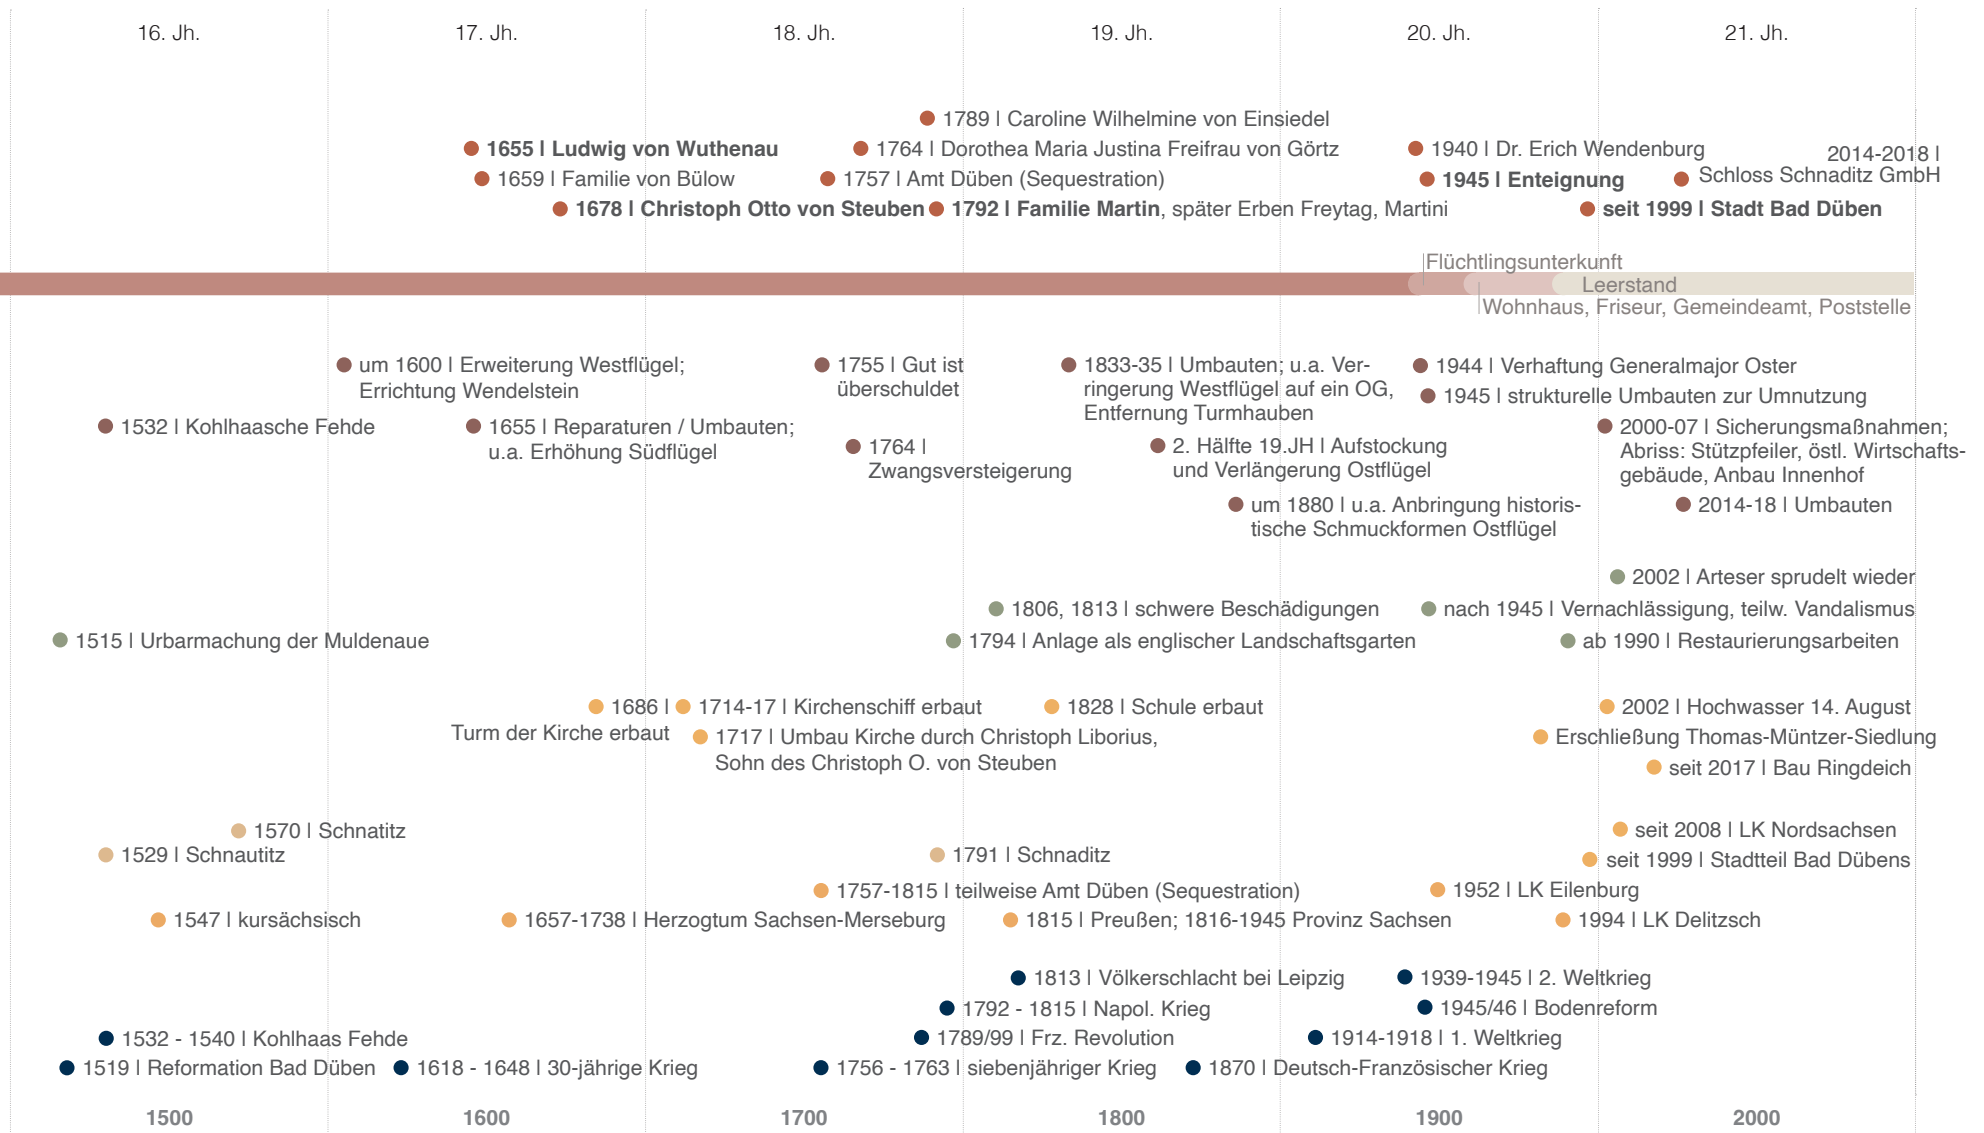 16. Jh.
17. Jh.
18. Jh.
19. Jh.
20. Jh.
21. Jh.
1789 | Caroline Wilhelmine von Einsiedel
1655 | Ludwig von Wuthenau
1764 | Dorothea Maria Justina Freifrau von Görtz
1940 | Dr. Erich Wendenburg
2014-2018 |
Schloss Schnaditz GmbH
1659 | Familie von Bülow
1757 | Amt Düben (Sequestration)
1945 | Enteignung
1678 | Christoph Otto von Steuben
1792 | Familie Martin, später Erben Freytag, Martini
seit 1999 | Stadt Bad Düben
Flüchtlingsunterkunft
Leerstand
Wohnhaus, Friseur, Gemeindeamt, Poststelle
um 1600 | Erweiterung Westflügel;
Errichtung Wendelstein
1755 | Gut ist
überschuldet
1833-35 | Umbauten; u.a. Ver-
ringerung Westflügel auf ein OG,
Entfernung Turmhauben
1944 | Verhaftung Generalmajor Oster
1945 | strukturelle Umbauten zur Umnutzung
1532 | Kohlhaasche Fehde
1655 | Reparaturen / Umbauten;
u.a. Erhöhung Südflügel
1764 |
Zwangsversteigerung
2. Hälfte 19.JH | Aufstockung
und Verlängerung Ostflügel
2000-07 | Sicherungsmaßnahmen;
Abriss: Stützpfeiler, östl. Wirtschafts-
gebäude, Anbau Innenhof
um 1880 | u.a. Anbringung historis-
tische Schmuckformen Ostflügel
2014-18 | Umbauten
2002 | Arteser sprudelt wieder
1806, 1813 | schwere Beschädigungen
nach 1945 | Vernachlässigung, teilw. Vandalismus
1515 | Urbarmachung der Muldenaue
1794 | Anlage als englischer Landschaftsgarten
ab 1990 | Restaurierungsarbeiten
1686 |
Turm der Kirche erbaut
1714-17 | Kirchenschiff erbaut
1828 | Schule erbaut
2002 | Hochwasser 14. August
1717 | Umbau Kirche durch Christoph Liborius,
Sohn des Christoph O. von Steuben
Erschließung Thomas-Müntzer-Siedlung
seit 2017 | Bau Ringdeich
1570 | Schnatitz
seit 2008 | LK Nordsachsen
1529 | Schnautitz
1791 | Schnaditz
seit 1999 | Stadtteil Bad Dübens
1757-1815 | teilweise Amt Düben (Sequestration)
1952 | LK Eilenburg
1547 | kursächsisch
1657-1738 | Herzogtum Sachsen-Merseburg
1815 | Preußen; 1816-1945 Provinz Sachsen
1994 | LK Delitzsch
1813 | Völkerschlacht bei Leipzig
1939-1945 | 2. Weltkrieg
1792 - 1815 | Napol. Krieg
1945/46 | Bodenreform
1532 - 1540 | Kohlhaas Fehde
1789/99 | Frz. Revolution
1914-1918 | 1. Weltkrieg
1519 | Reformation Bad Düben
1618 - 1648 | 30-jährige Krieg
1756 - 1763 | siebenjähriger Krieg
1870 | Deutsch-Französischer Krieg
1500
1600
1700
1800
1900
2000